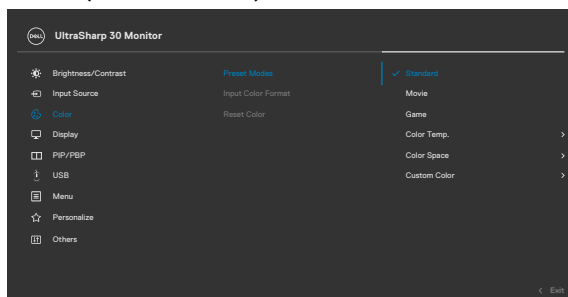 DELL UltraSharp 30 Monitor
Brightness/Contrast Preset Modes Standard
Input Source Input Color Format Movie
Color Reset Color Game
Display Color Temp.
PIP/PBP Color Space
USB Custom Color
Menu
Personalize
Others
Exit